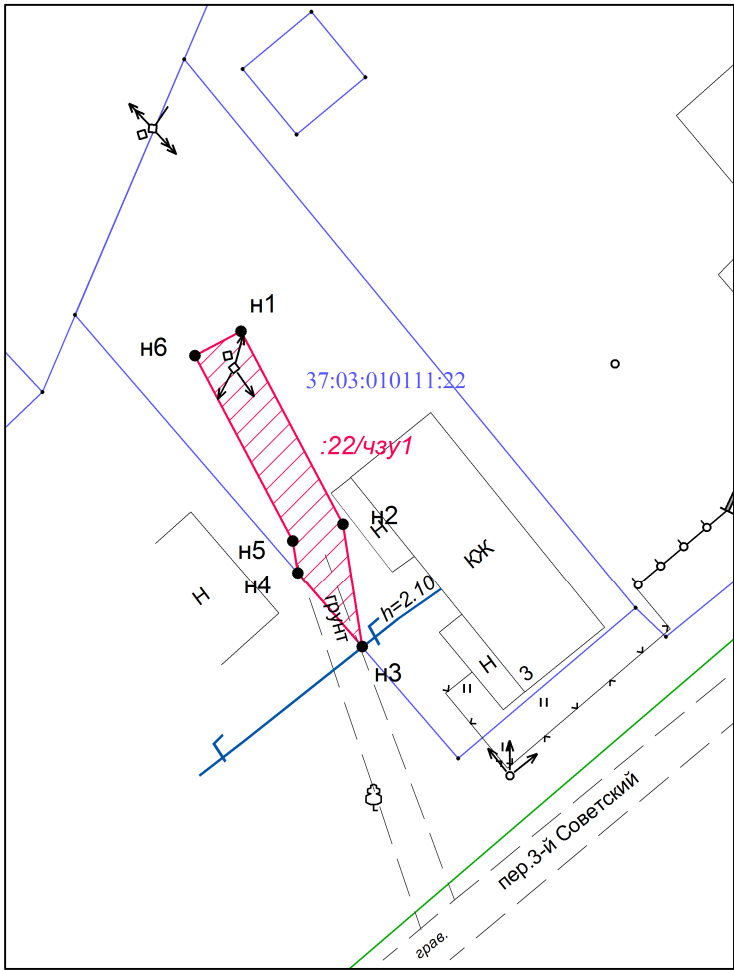 н1
н6
37:03:010111:22
:22/чзу1
н2
Н
КЖ
н5
н4
Н
грунт
h=2.10
н3
Н
3
пер.3-й Советский
грав.